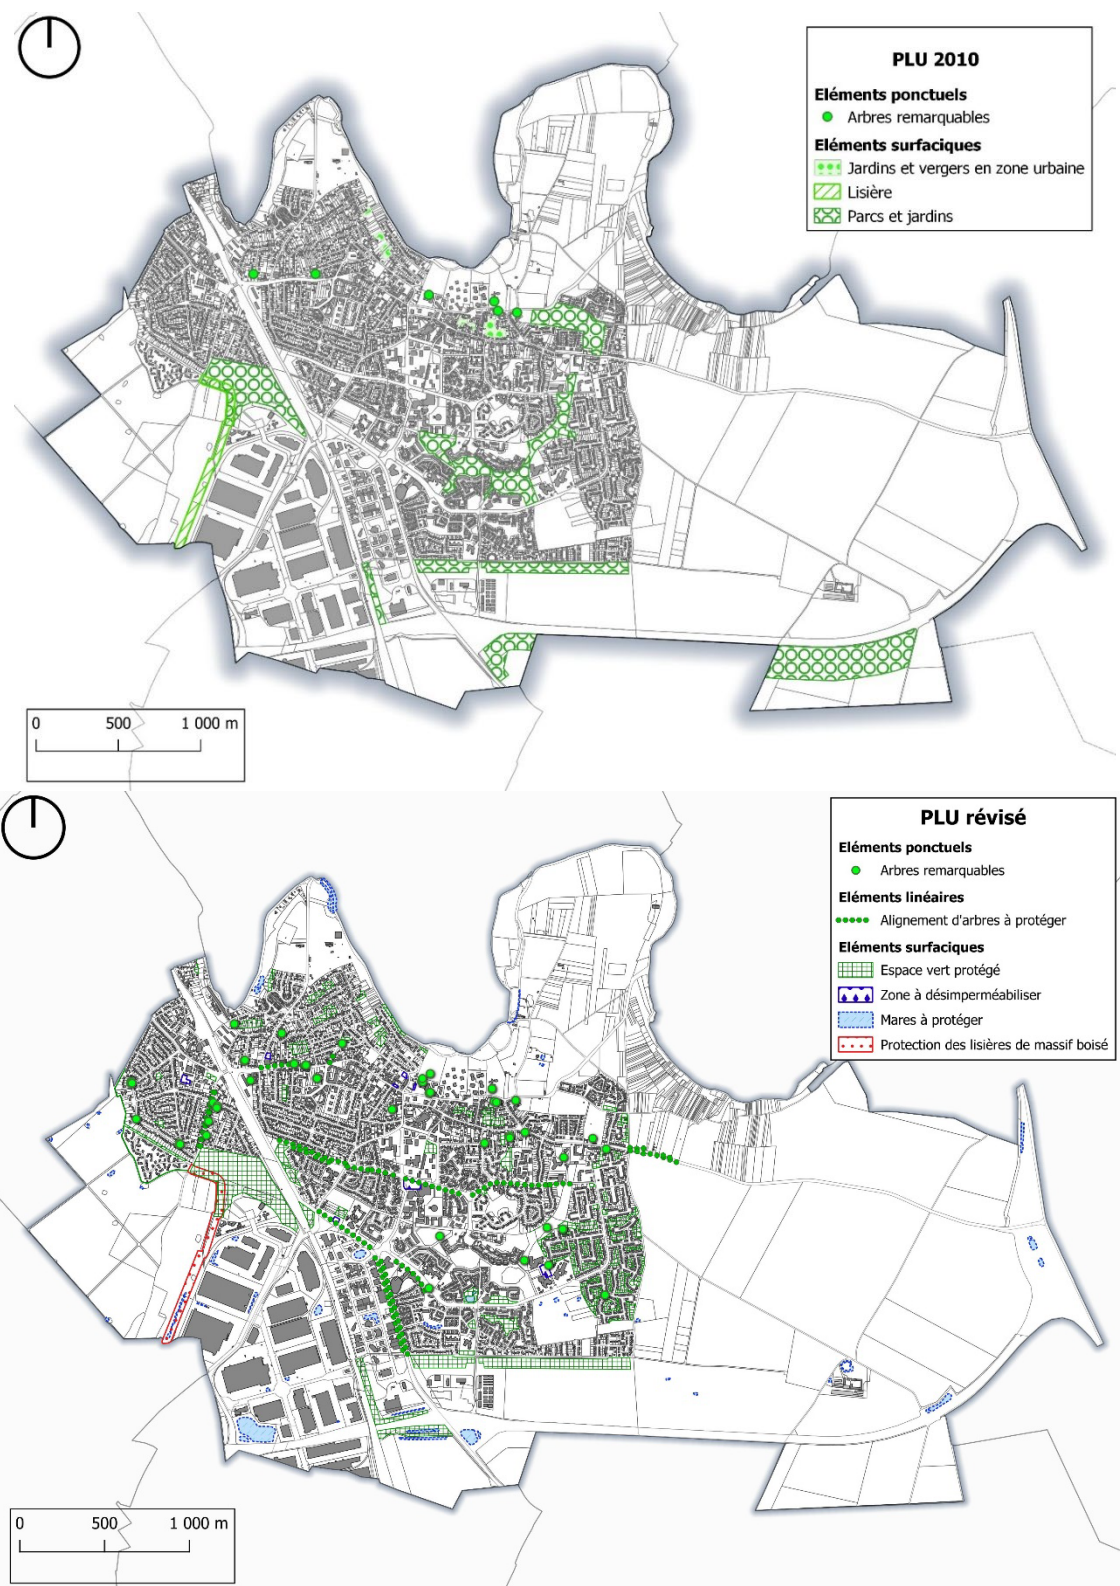 PLU 2010
Eléments ponctuels
Arbres remarquables
Eléments surfaciques
Jardins et vergers en zone urbaine
Lisière
Parcs et jardins
0 500 1 000 m
PLU révisé
Eléments ponctuels
Arbres remarquables
Eléments linéaires
Alignement d'arbres à protéger
Eléments surfaciques
Espace vert protégé
Zone à désimperméabiliser
Mares à protéger
Protection des lisières de massif boisé
0 500 1 000 m